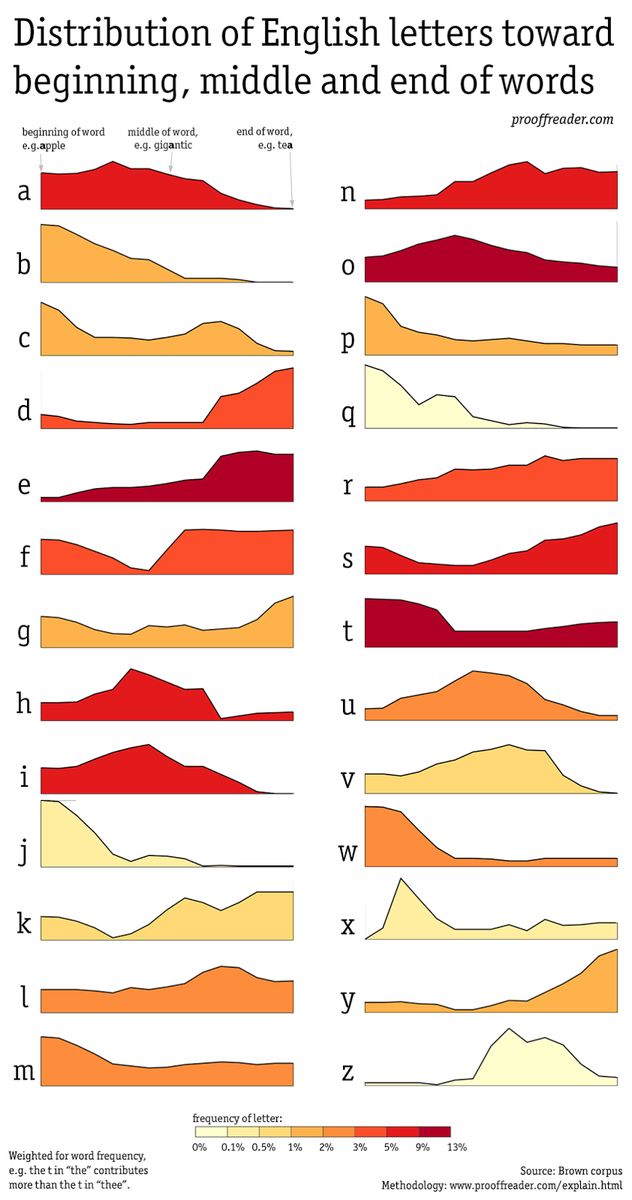 Distribution of English letters toward
beginning, middle and end of words
prooffreader.com
beginning of word
e.g.apple
middle of word,
e.g. gigantic
end of word,
e.g. tea
a
n
b
o
c
p
d
q
e
r
f
s
g
t
h
u
i
v
j
w
k
x
l
y
m
z
frequency of letter:
0% 0.1% 0.5% 1% 2% 3% 5% 9% 13%
Weighted for word frequency,
e.g. the t in “the” contributes
more than the t in “thee”.
Source: Brown corpus
Methodology: www.prooffreader.com/explain.html